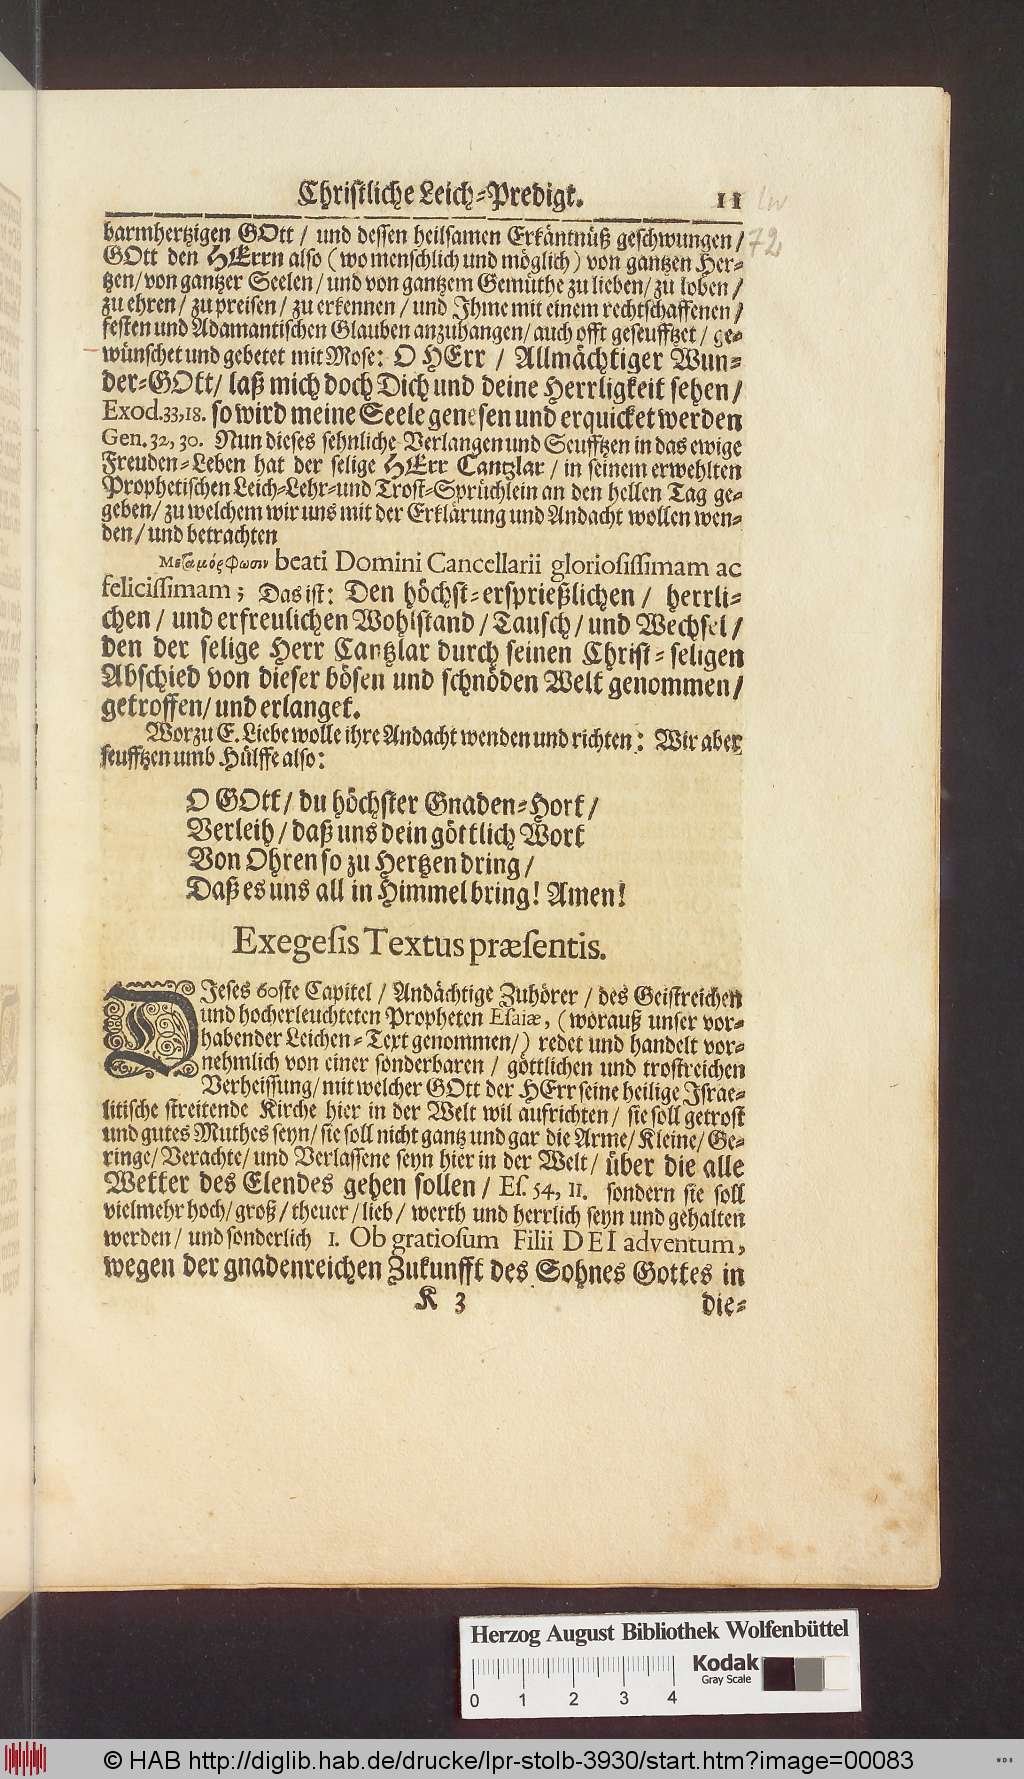 Christliche Leich-Predigt. 11
72
barmhertzigen GOtt / und dessen heilsamen Erkäntnüß geschwungen /
GOtt den HErrn also (wo menschlich und möglich) von gantzen Her-
tzen / von gantzer Seelen / und von gantzem Gemüthe zu lieben / zu loben /
zu ehren / zu preisen / zu erkennen / und Ihme mit einem rechtschaffenen /
festen und Adamantischen Glauben anzuhangen / auch offt geseufftzet / ge-
wünschet und gebetet mit Mose: O HErr / Allmächtiger Wun-
der-GOtt / laß mich doch Dich und deine Herrligkeit sehen /
Exod. 33, 18. so wird meine Seele genesen und erquicket werden
Gen. 32, 30. Nun dieses sehnliche Verlangen und Seufftzen in das ewige
Freuden-Leben hat der selige HErr Cantzlar / in seinem erwehlten
Prophetischen Leich-Lehr-und Trost-Sprüchlein an den hellen Tag ge-
geben / zu welchem wir uns mit der Erklärung und Andacht wollen wen-
den / und betrachten
Μεταμόρφωσιν beati Domini Cancellarii gloriosissimam ac
felicissimam; Das ist: Den höchst-ersprießlichen / herrli-
chen / und erfreulichen Wohlstand / Tausch / und Wechsel /
den der selige Herr Cantzlar durch seinen Christ-seligen
Abschied von dieser bösen und schnöden Welt genommen /
getroffen / und erlanget.
Worzu E. Liebe wolle ihre Andacht wenden und richten: Wir aber
seufftzen umb Hülffe also:
O GOtt / du höchster Gnaden-Hort /
Verleih / daß uns dein göttlich Wort
Von Ohren so zu Hertzen dring /
Daß es uns all in Himmel bring! Amen!
Exegesis Textus præsentis.
DIeses 60ste Capitel / Andächtige Zuhörer / des Geistreichen
und hocherleuchteten Propheten Esaiæ, (worauß unser vor-
habender Leichen-Text genommen /) redet und handelt vor-
nehmlich von einer sonderbaren / göttlichen und trostreichen
Verheissung / mit welcher GOtt der HErr seine heilige Israe-
litische streitende Kirche hier in der Welt wil aufrichten / sie soll getrost
und gutes Muthes seyn / sie soll nicht gantz und gar die Arme / Kleine / Ge-
ringe / Verachte / und Verlassene seyn hier in der Welt / über die alle
Wetter des Elendes gehen sollen / Es. 54, 11. sondern sie soll
vielmehr hoch / groß / theuer / lieb / werth und herrlich seyn und gehalten
werden / und sonderlich 1. Ob gratiosum Filii DEI adventum,
wegen der gnadenreichen Zukunfft des Sohnes Gottes in
K 3 die-
Herzog August Bibliothek Wolfenbüttel
Kodak
Gray Scale
0 1 2 3 4
© HAB http://diglib.hab.de/drucke/lpr-stolb-3930/start.htm?image=00083